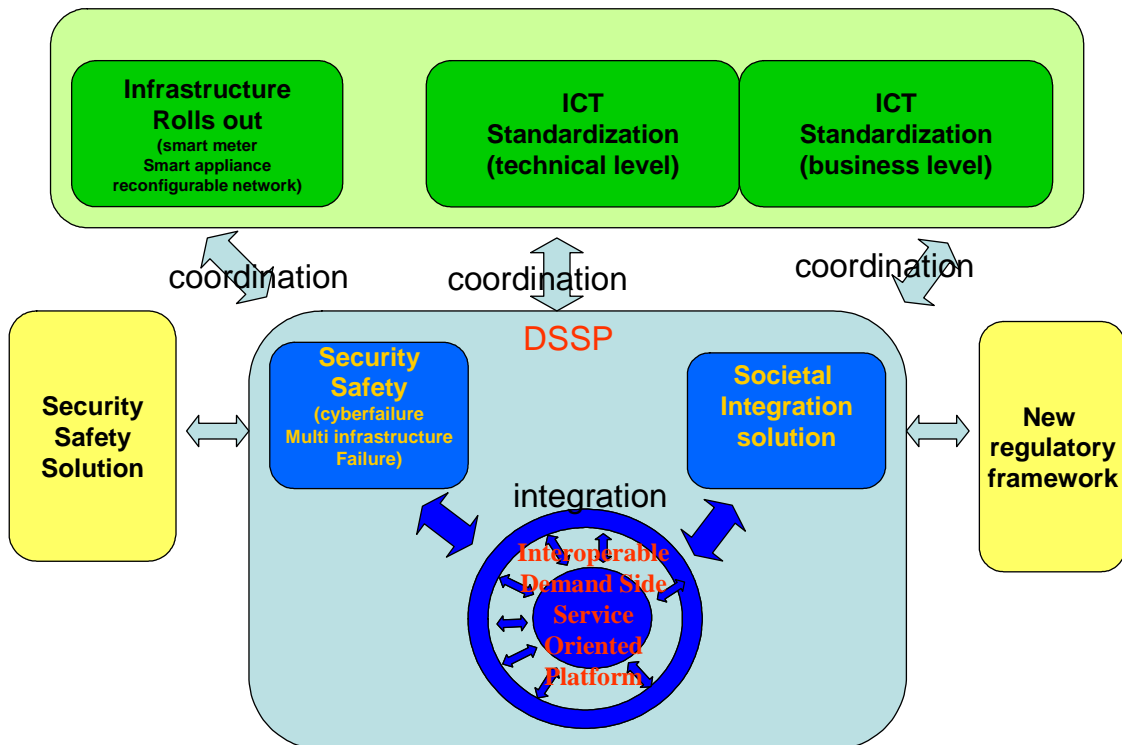 Infrastructure
Rolls out
(smart meter
Smart appliance
reconfigurable network)
ICT
Standardization
(technical level)
ICT
Standardization
(business level)
coordination
coordination
coordination
DSSP
Security
Safety
Solution
Security
Safety
(cyberfailure
Multi infrastructure
Failure)
Societal
Integration
solution
New
regulatory
framework
integration
Interoperable
Demand Side
Service
Oriented
Platform